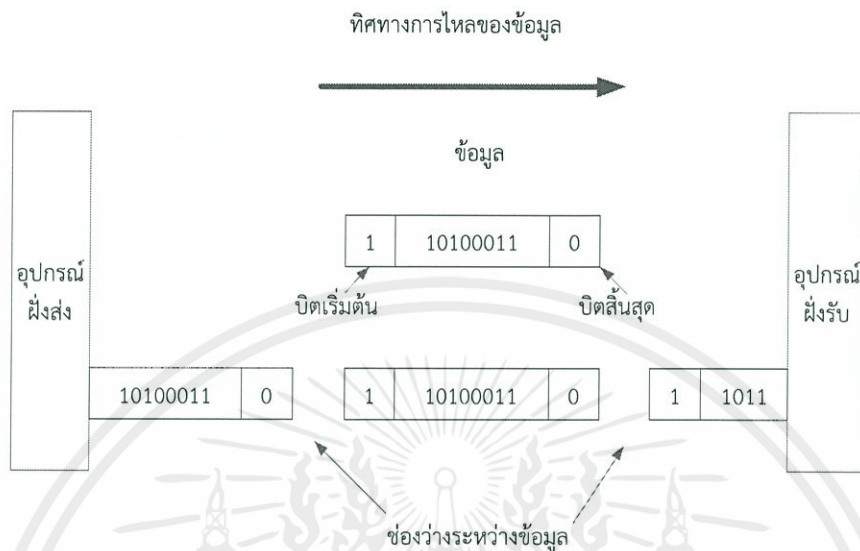 ทิศทางการไหลของข้อมูล
ข้อมูล
1 10100011 0
บิตเริ่มต้น บิตสิ้นสุด
อุปกรณ์
ฝั่งส่ง
อุปกรณ์
ฝั่งรับ
10100011 0 1 10100011 0 1 1011
ช่องว่างระหว่างข้อมูล